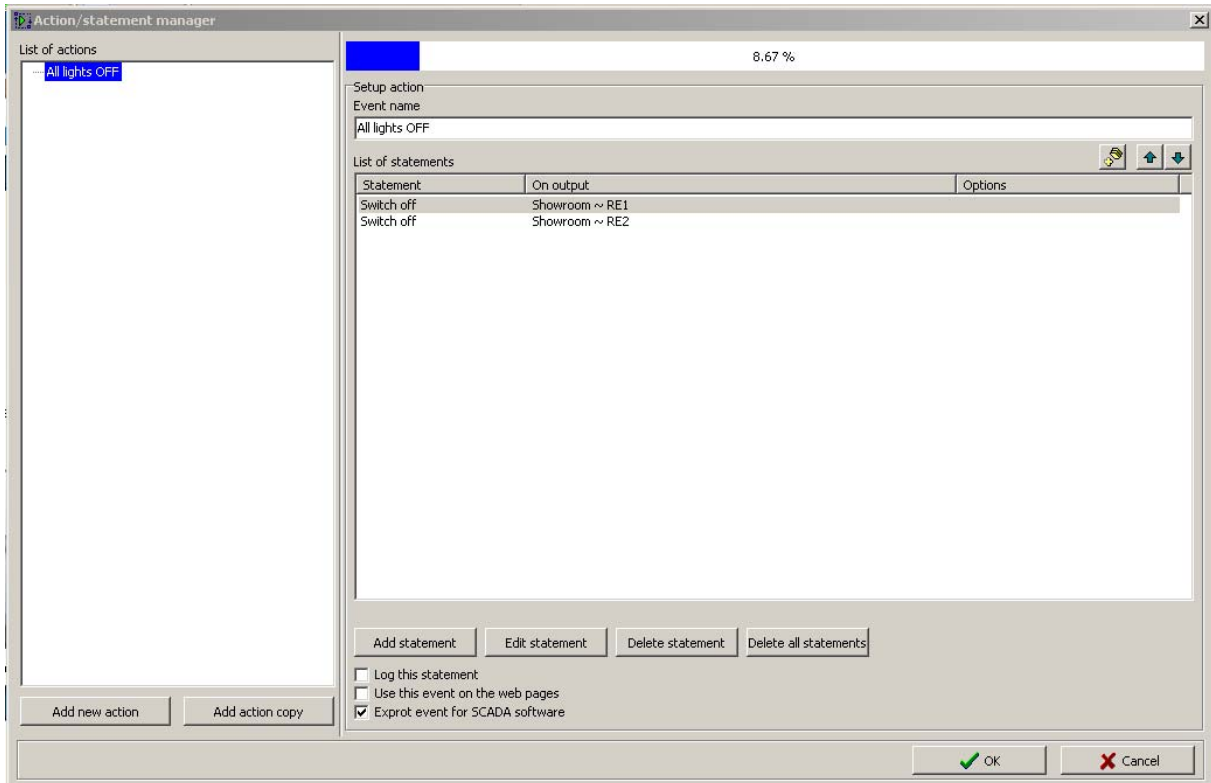 Action/statement manager
List of actions
All lights OFF
8.67 %
Setup action
Event name
All lights OFF
List of statements
Statement On output Options
Switch off Showroom ~ RE1
Switch off Showroom ~ RE2
Add statement Edit statement Delete statement Delete all statements
Log this statement
Use this event on the web pages
Exprot event for SCADA software
Add new action Add action copy
OK Cancel